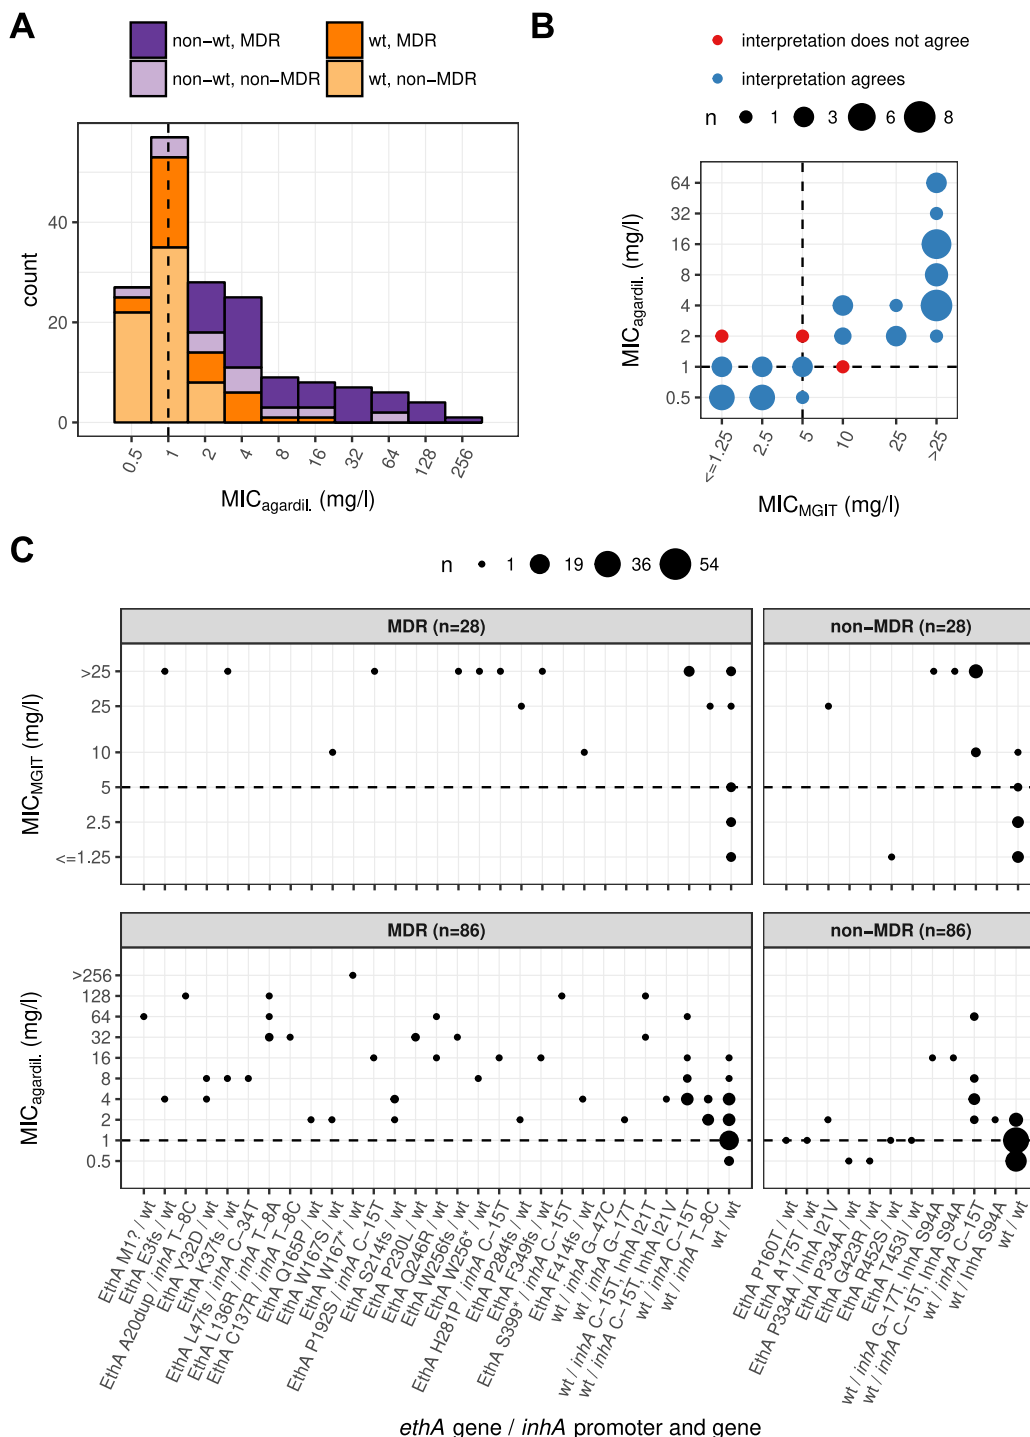 A
non-wt, MDR
wt, MDR
non-wt, non-MDR
wt, non-MDR
count
40
20
0
0.5
1
2
4
8
16
32
64
128
256
MICagardil. (mg/l)
B
interpretation does not agree
interpretation agrees
n 1 3 6 8
MICagardil. (mg/l)
64
32
16
8
4
2
1
0.5
<=1.25
2.5
5
10
25
>25
MICMGIT (mg/l)
C
n 1 19 36 54
MDR (n=28)
non-MDR (n=28)
MICMGIT (mg/l)
>25
25
10
5
2.5
<=1.25
MDR (n=86)
non-MDR (n=86)
MICagardil. (mg/l)
>256
128
64
32
16
8
4
2
1
0.5
EthA M1? / wt
EthA E3fs / wt
EthA A20dup / inhA T-8C
EthA Y32D / wt
EthA K37fs / wt
EthA L47fs / inhA C-34T
EthA L136R / inhA T-8A
EthA C137R / inhA T-8C
EthA Q165P / wt
EthA W167S / wt
EthA W167* / wt
EthA P192S / inhA C-15T
EthA S214fs / wt
EthA P230L / wt
EthA Q246R / wt
EthA W256fs / wt
EthA W256* / wt
EthA H281P / inhA C-15T
EthA P284fs / wt
EthA F349fs / wt
EthA S399* / inhA C-15T
EthA F414fs / wt
wt / inhA G-47C
wt / inhA G-17T
wt / inhA C-15T, InhA I21T
wt / inhA C-15T, InhA I21V
wt / inhA C-15T
wt / inhA T-8C
wt / wt
EthA P160T / wt
EthA A175T / wt
EthA P334A / InhA I21V
EthA P334A / wt
EthA G423R / wt
EthA R452S / wt
EthA T453I / wt
wt / inhA G-17T, InhA S94A
wt / inhA C-15T, InhA S94A
wt / inhA C-15T
wt / InhA S94A
wt / wt
ethA gene / inhA promoter and gene